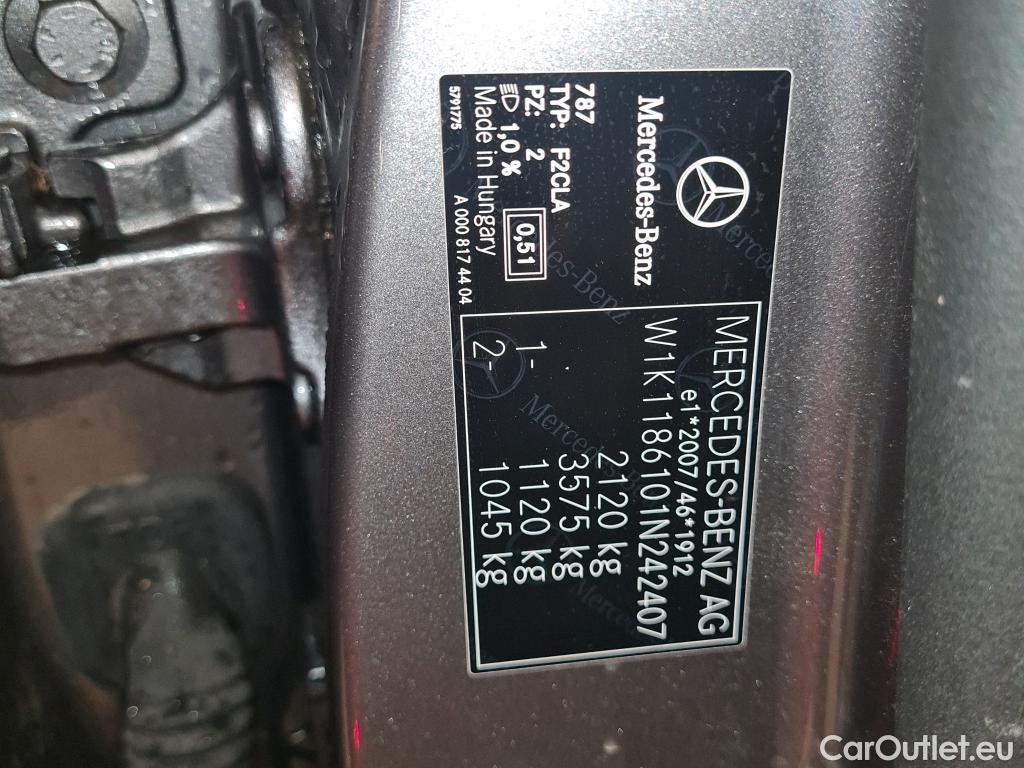 Mercedes-Benz
787
TYP: F2CLA
PZ: 2
1,0 %
0,51
Made in Hungary
5791775
A 000 817 44 04
MERCEDES-BENZ AG
e1*2007/46*1912
W1K1186101N242407
2120 kg
3575 kg
1- 1120 kg
2- 1045 kg
CarOutlet.eu